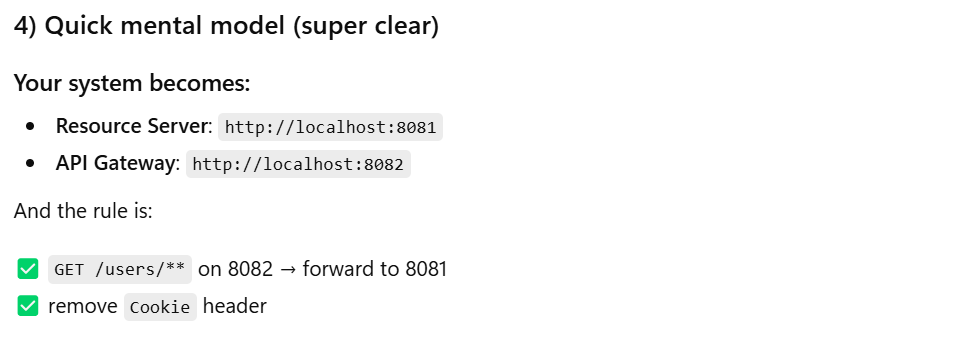 4) Quick mental model (super clear)
Your system becomes:
• Resource Server: http://localhost:8081
• API Gateway: http://localhost:8082
And the rule is:
✅ GET /users/** on 8082 → forward to 8081
✅ remove Cookie header